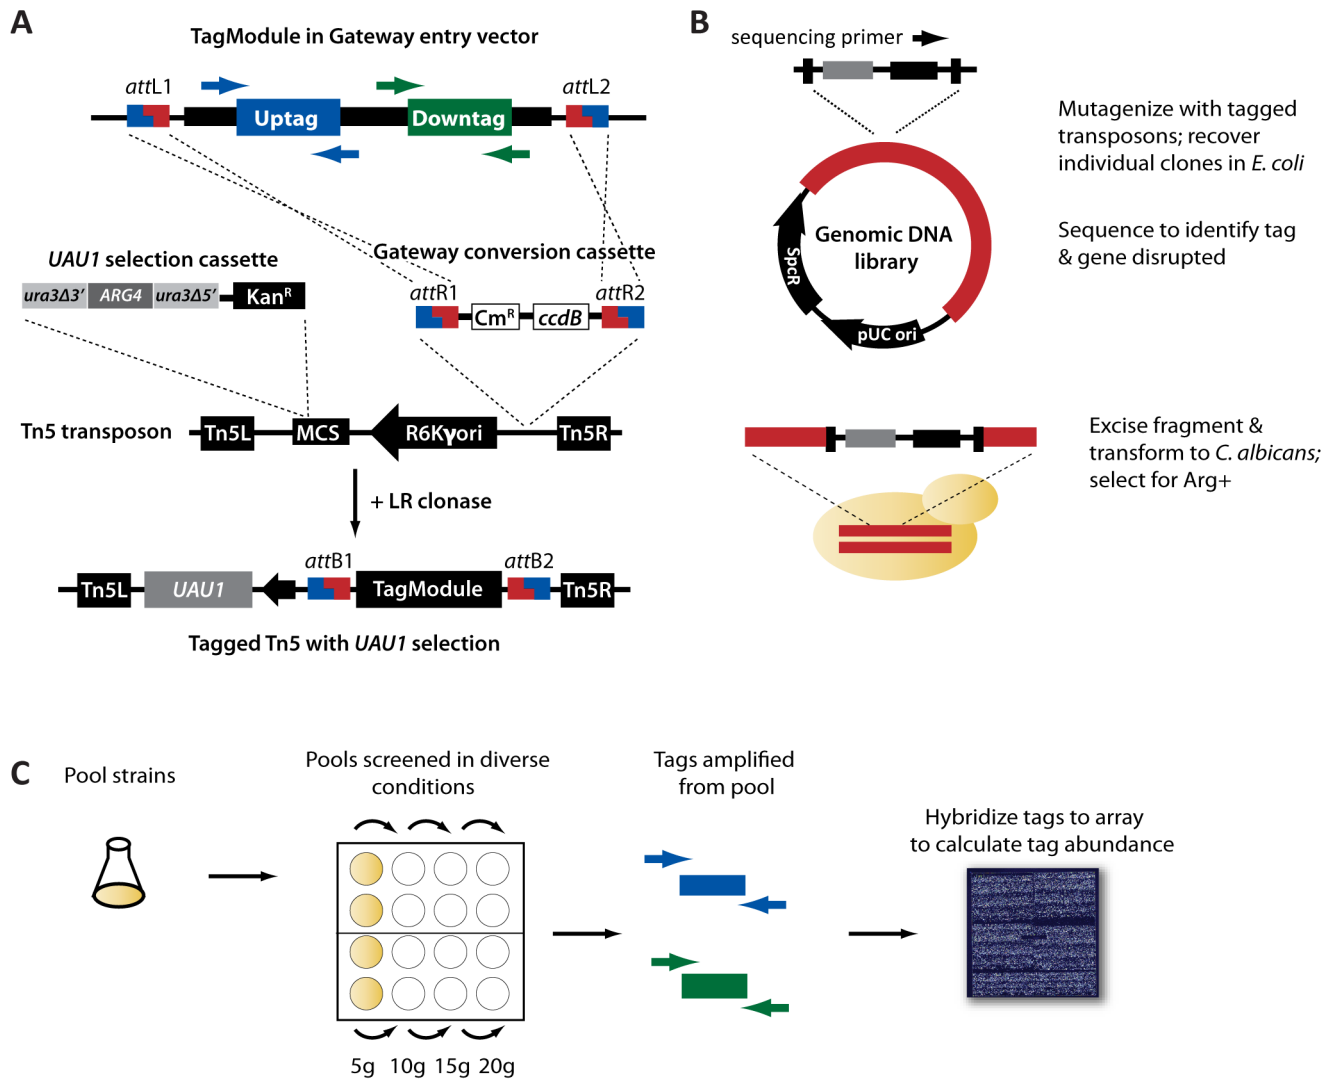 A
TagModule in Gateway entry vector
attL1
attL2
Uptag
Downtag
UAU1 selection cassette
Gateway conversion cassette
ura3Δ3’
ARG4
ura3Δ5’
Kan^R
attR1
attR2
Cm^R
ccdB
Tn5 transposon
Tn5L
MCS
R6Kγori
Tn5R
+ LR clonase
attB1
attB2
Tn5L
UAU1
TagModule
Tn5R
Tagged Tn5 with UAU1 selection
B
sequencing primer
Genomic DNA
library
SpcR
pUC ori
Mutagenize with tagged
transposons; recover
individual clones in E. coli
Sequence to identify tag
& gene disrupted
Excise fragment &
transform to C. albicans;
select for Arg+
C
Pool strains
Pools screened in diverse
conditions
5g 10g 15g 20g
Tags amplified
from pool
Hybridize tags to array
to calculate tag abundance